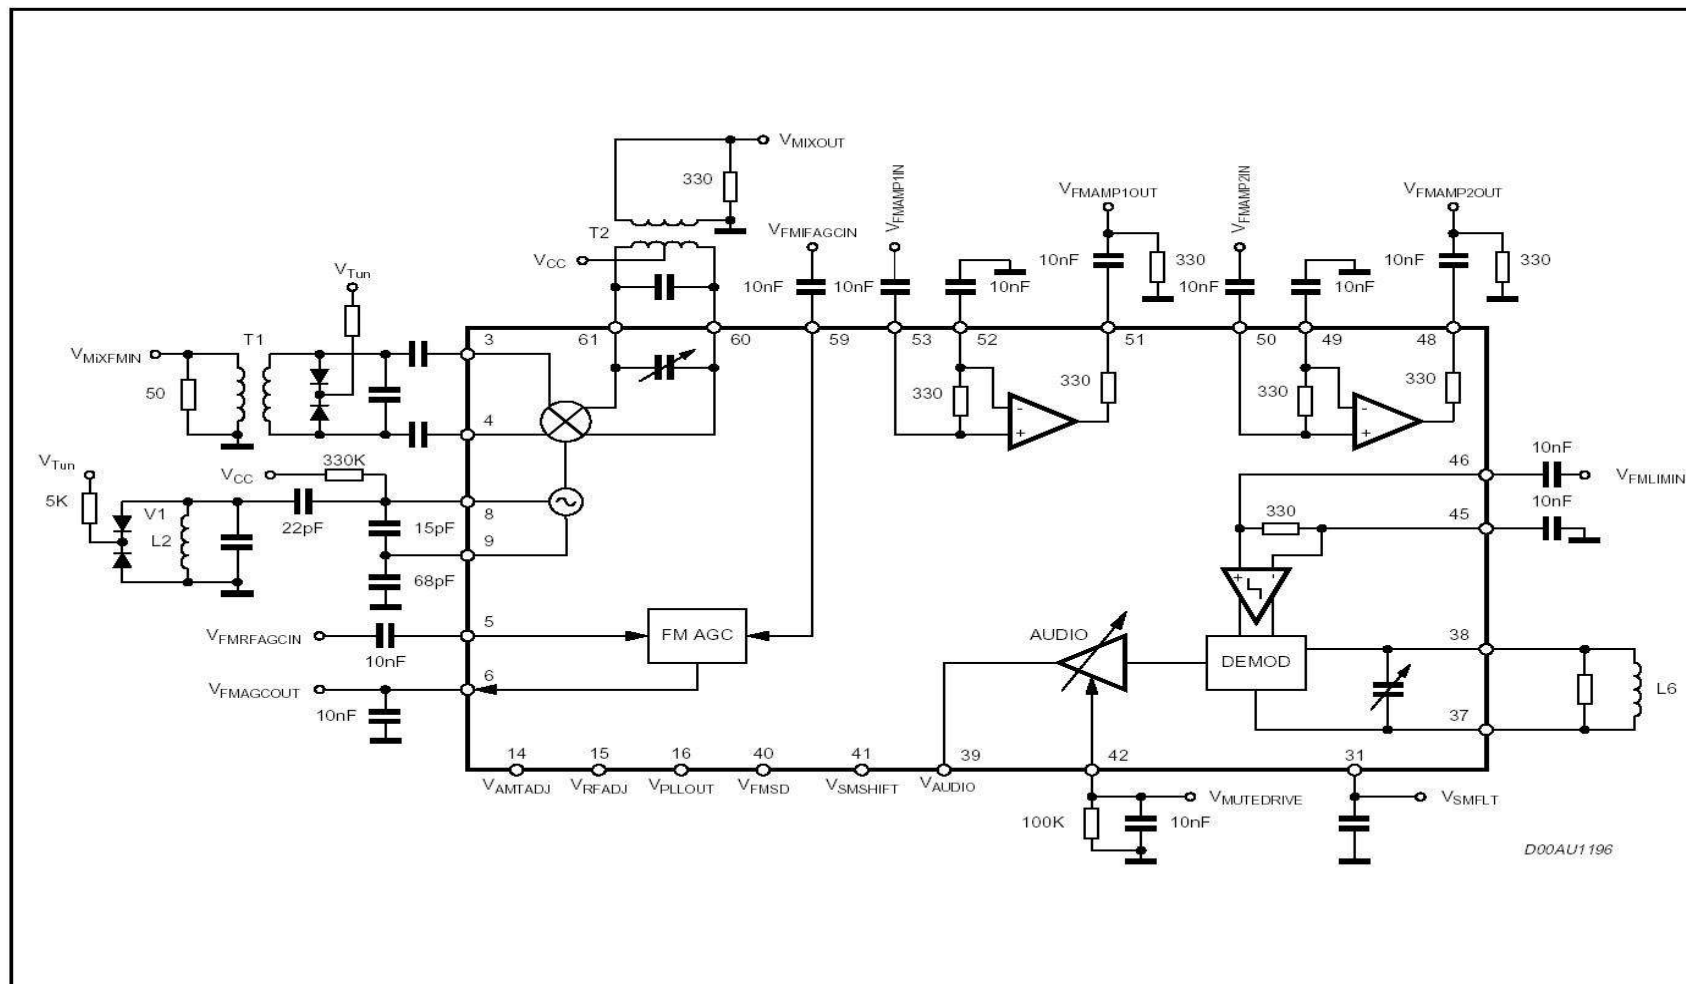 VMIXOUT
330
T2
VCC
VFMIFAGCIN
VFMAMP1IN
VFMAMP1OUT
VFMAMP2IN
VFMAMP2OUT
10nF
10nF
10nF
10nF
330
10nF
10nF
10nF
330
VTun
T1
VMiXFMIN
50
3
61
60
59
53
52
51
50
49
48
4
330
330
330
330
-
+
-
+
VTun
5K
VCC
330K
V1
L2
22pF
15pF
68pF
8
9
46
10nF
VFMLIMIN
10nF
45
330
+
-
VFMRFAGCIN
10nF
5
FM AGC
VFMAGCOUT
10nF
6
AUDIO
DEMOD
38
37
L6
14
15
16
40
41
39
42
31
VAMTADJ
VRFADJ
VPLLOUT
VFMSD
VSMSHIFT
VAUDIO
100K
10nF
VMUTEDRIVE
VSMFLT
D00AU1196